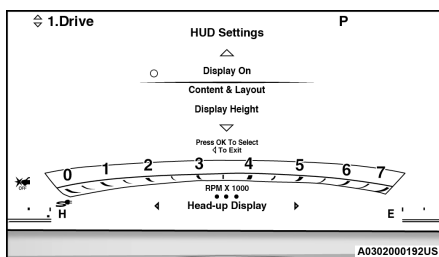 1.Drive P
HUD Settings
Display On
Content & Layout
Display Height
Press OK To Select
To Exit
0 1 2 3 4 5 6 7
OFF
RPM X 1000
H Head-up Display E
A0302000192US